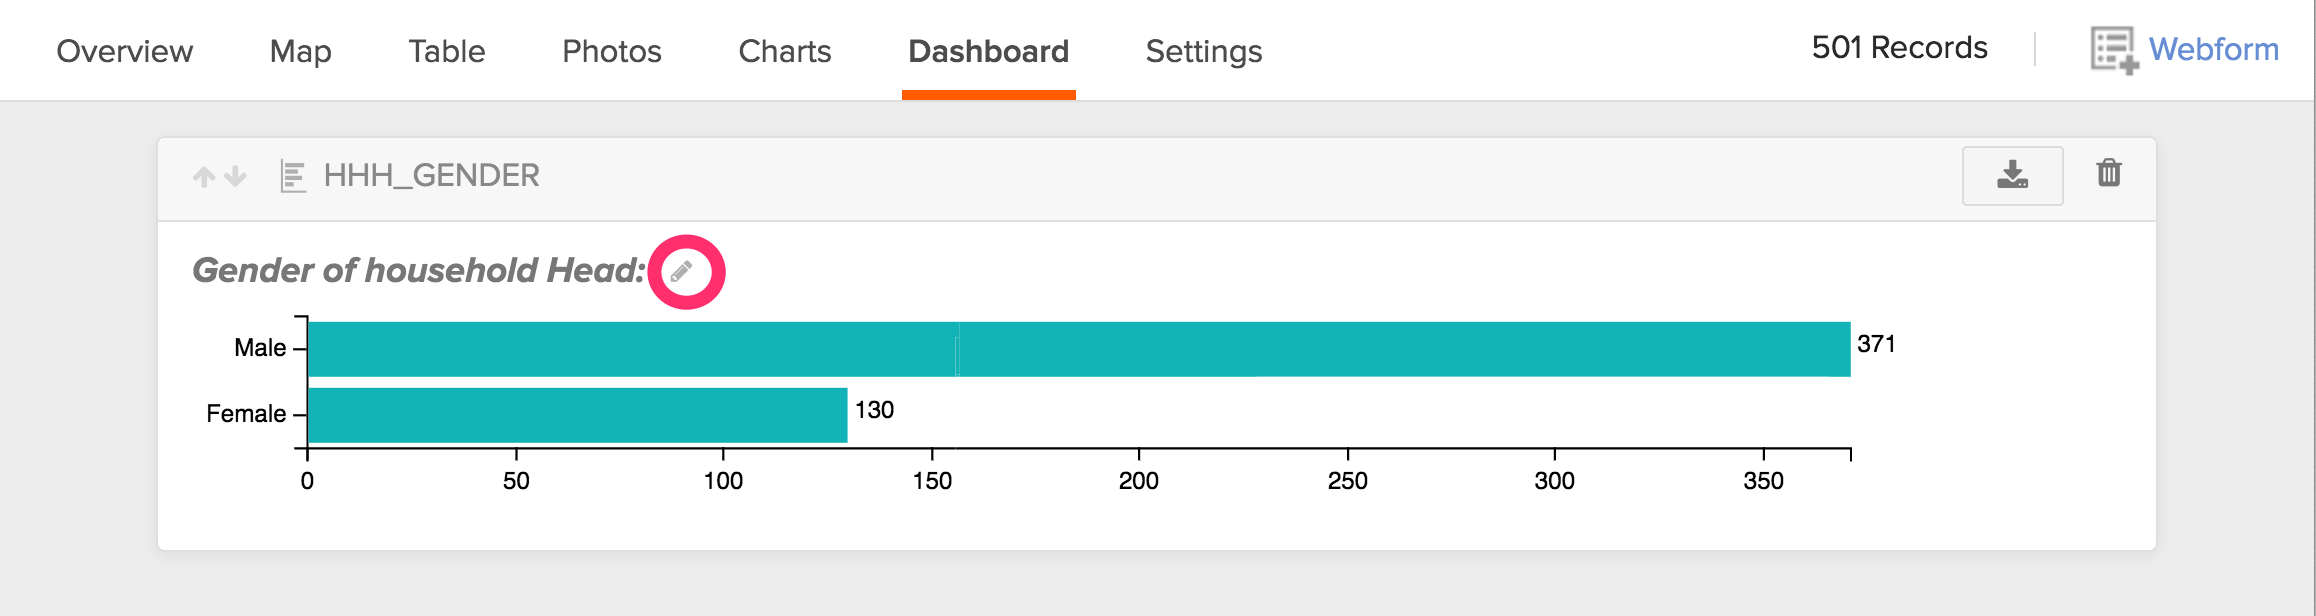 Overview Map Table Photos Charts Dashboard Settings 501 Records Webform
HHH_GENDER
Gender of household Head:
Male 371
Female 130
0 50 100 150 200 250 300 350